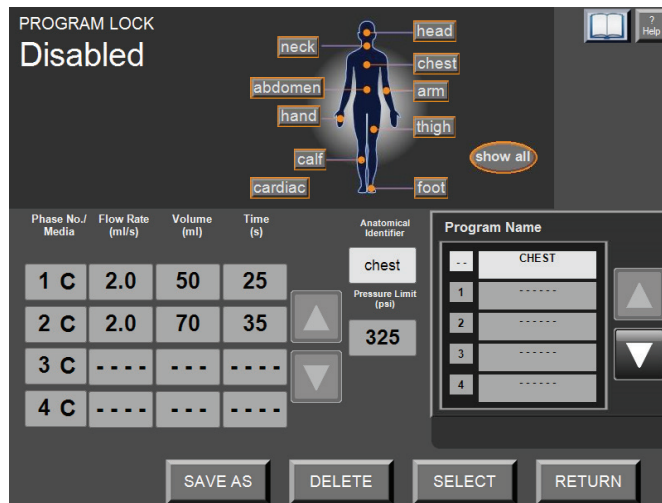 PROGRAM LOCK
Disabled
head
neck
chest
abdomen
arm
hand
thigh
calf
show all
cardiac
foot
?
Help
Phase No./
Media
Flow Rate
(ml/s)
Volume
(ml)
Time
(s)
1 C 2.0 50 25
2 C 2.0 70 35
3 C - - - - - - - - - - -
4 C - - - - - - - - - - -
Anatomical
Identifier
chest
Pressure Limit
(psi)
325
Program Name
-- CHEST
1 - - - - - -
2 - - - - - -
3 - - - - - -
4 - - - - - -
SAVE AS DELETE SELECT RETURN